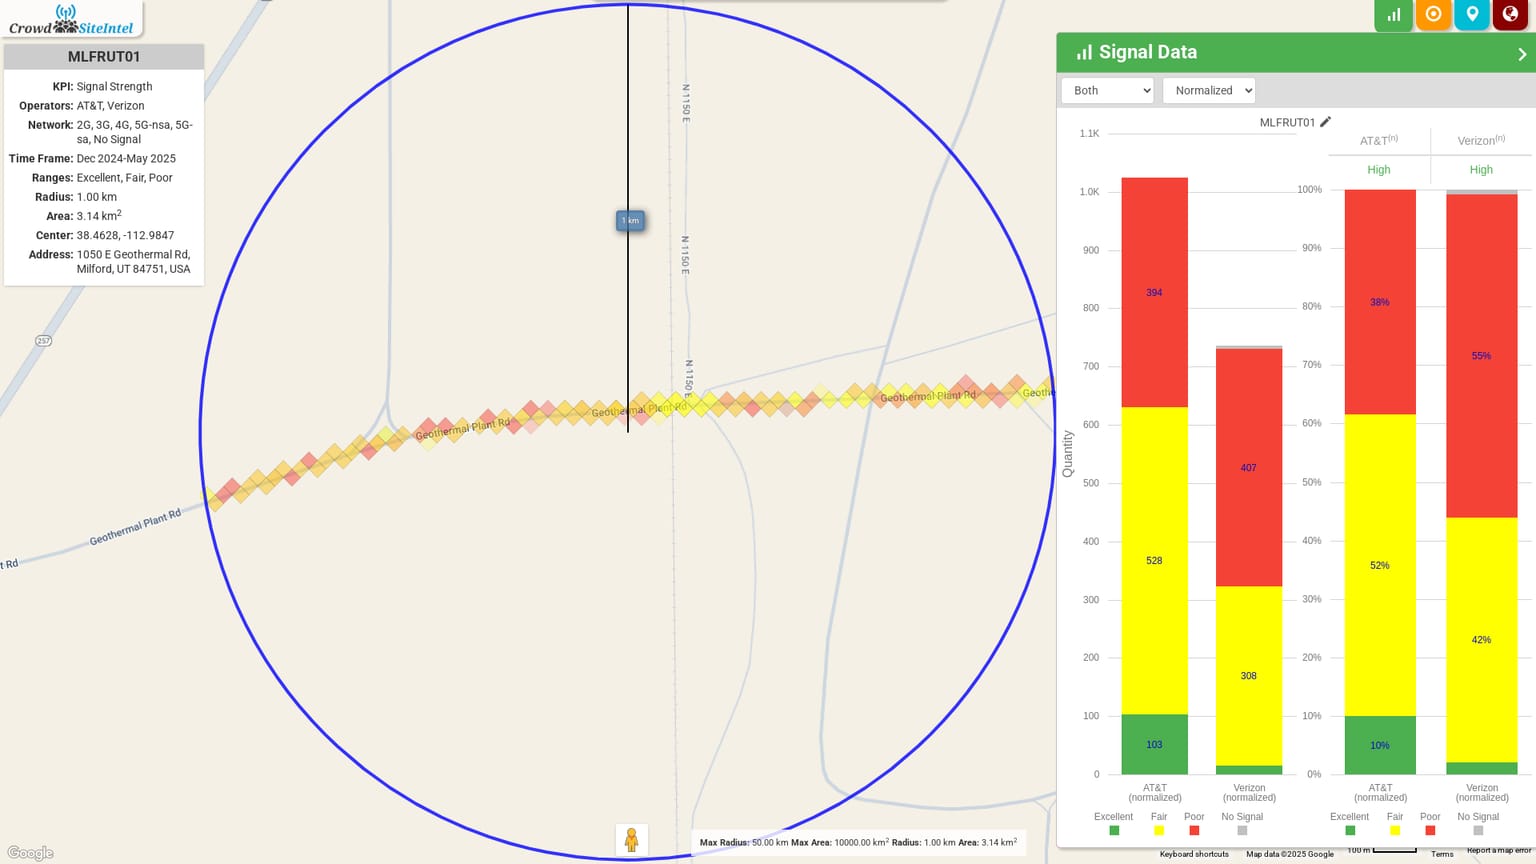 Crowd SiteIntel
MLFRUT01
KPI: Signal Strength
Operators: AT&T, Verizon
Network: 2G, 3G, 4G, 5G-nsa, 5G-
sa, No Signal
Time Frame: Dec 2024-May 2025
Ranges: Excellent, Fair, Poor
Radius: 1.00 km
Area: 3.14 km2
Center: 38.4628, -112.9847
Address: 1050 E Geothermal Rd,
Milford, UT 84751, USA
257
N 1150 E
1 km
N 1150 E
N 1150 E
Geothermal Plant Rd
Geothermal Plant Rd
Geothermal Plant Rd
Geothe
Geothermal Plant Rd
t Rd
Google
Max Radius: 50.00 km Max Area: 10000.00 km2 Radius: 1.00 km Area: 3.14 km2
Signal Data
Both
Normalized
MLFRUT01
1.1K
1.0K
900
800
700
600
500
400
300
200
100
0
Quantity
394
528
103
407
308
AT&T
(normalized)
Verizon
(normalized)
Excellent
Fair
Poor
No Signal
AT&T(n)
Verizon(n)
High
High
100%
90%
80%
70%
60%
50%
40%
30%
20%
10%
0%
38%
52%
10%
55%
42%
AT&T
(normalized)
Verizon
(normalized)
Excellent
Fair
Poor
No Signal
Keyboard shortcuts
Map data ©2025 Google
100 m
Terms
Report a map error